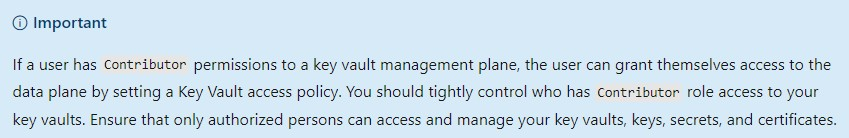 Important
If a user has Contributor permissions to a key vault management plane, the user can grant themselves access to the
data plane by setting a Key Vault access policy. You should tightly control who has Contributor role access to your
key vaults. Ensure that only authorized persons can access and manage your key vaults, keys, secrets, and certificates.